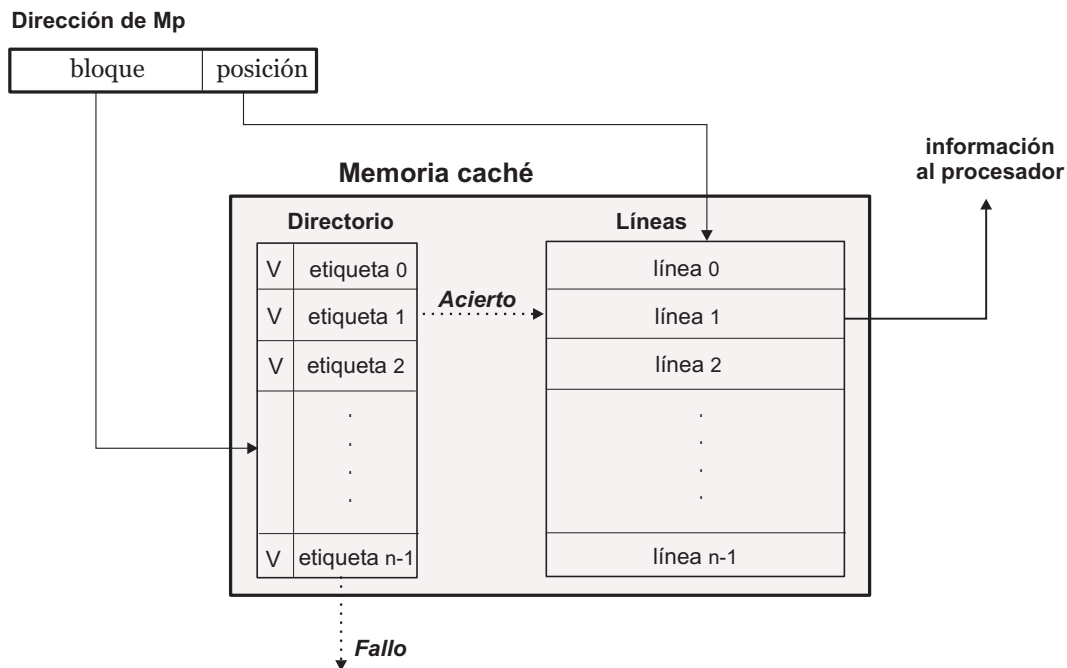 Dirección de Mp
bloque posición
información
al procesador
Memoria caché
Directorio Líneas
V etiqueta 0 línea 0
Acierto
V etiqueta 1 línea 1
V etiqueta 2 línea 2
V etiqueta n-1 línea n-1
Fallo